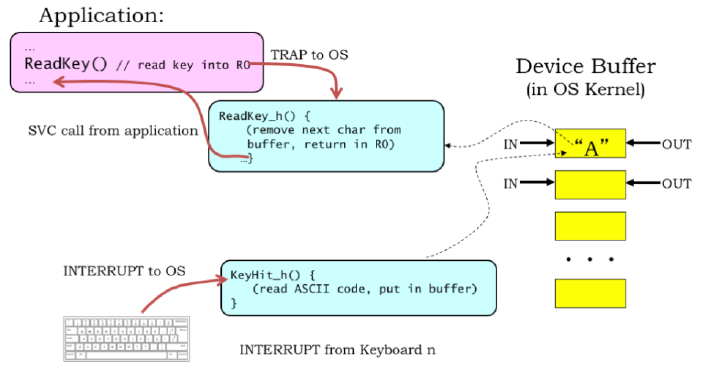 Application:
...
ReadKey() // read key into R0
...
TRAP to OS
SVC call from application
ReadKey_h() {
(remove next char from
buffer, return in R0)
...}
Device Buffer
(in OS Kernel)
IN
"A"
OUT
IN
OUT
. . .
INTERRUPT to OS
KeyHit_h() {
(read ASCII code, put in buffer)
}
INTERRUPT from Keyboard n